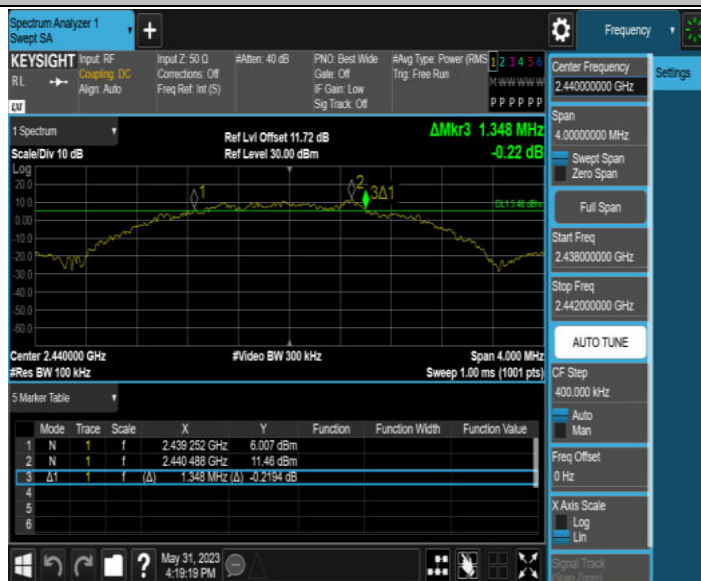 Spectrum Analyzer 1
Swept SA
+
Frequency
KEYSIGHT
RL
LXI
Input: RF
Coupling: DC
Align: Auto
Input Z: 50 Ω
Corrections: Off
Freq Ref: Int (S)
#Atten: 40 dB
PNO: Best Wide
Gate: Off
IF Gain: Low
Sig Track: Off
#Avg Type: Power (RMS
Trig: Free Run
1 2 3 4 5 6
M W W W W W
P P P P P P
1 Spectrum
Scale/Div 10 dB
Ref Lvl Offset 11.72 dB
Ref Level 30.00 dBm
ΔMkr3 1.348 MHz
-0.22 dB
Log
20.0
10.0
0.00
-10.0
-20.0
-30.0
-40.0
-50.0
-60.0
1
2
3Δ1
DL1 5.46 dBm
Center 2.440000 GHz
#Video BW 300 kHz
Span 4.000 MHz
#Res BW 100 kHz
Sweep 1.00 ms (1001 pts)
5 Marker Table
Mode Trace Scale X Y Function Function Width Function Value
1 N 1 f 2.439 252 GHz 6.007 dBm
2 N 1 f 2.440 488 GHz 11.46 dBm
3 Δ1 1 f (Δ) 1.348 MHz (Δ) -0.2194 dB
4
5
6
May 31, 2023
4:19:19 PM
Center Frequency
2.440000000 GHz
Settings
Span
4.00000000 MHz
Swept Span
Zero Span
Full Span
Start Freq
2.438000000 GHz
Stop Freq
2.442000000 GHz
AUTO TUNE
CF Step
400.000 kHz
Auto
Man
Freq Offset
0 Hz
X Axis Scale
Log
Lin
Signal Track
(Span Zoom)